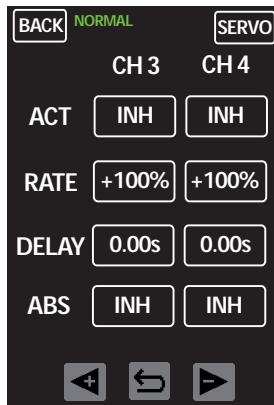 BACK NORMAL SERVO
CH 3 CH 4
ACT INH INH
RATE +100% +100%
DELAY 0.00s 0.00s
ABS INH INH